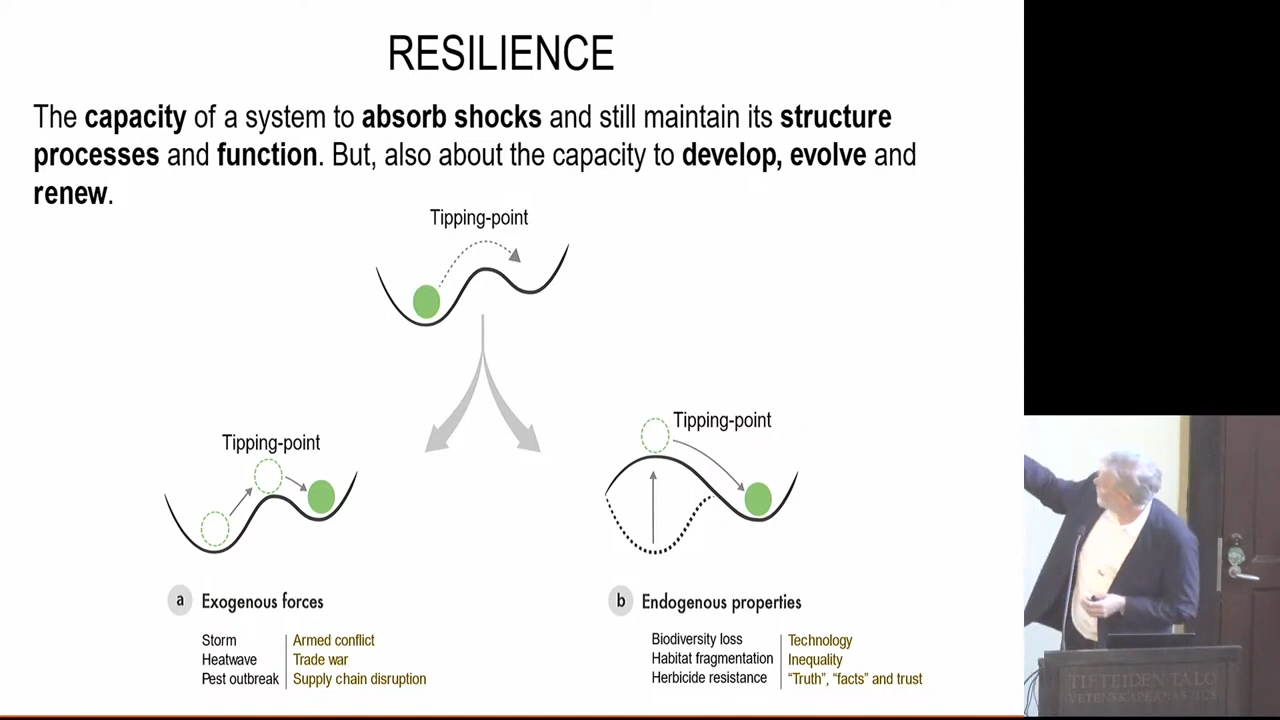 RESILIENCE
The capacity of a system to absorb shocks and still maintain its structure
processes and function. But, also about the capacity to develop, evolve and
renew.
Tipping-point
Tipping-point
Tipping-point
a Exogenous forces
Storm
Heatwave
Pest outbreak
Armed conflict
Trade war
Supply chain disruption
b Endogenous properties
Biodiversity loss
Habitat fragmentation
Herbicide resistance
Technology
Inequality
“Truth”, “facts” and trust
TIETEIDEN TALO